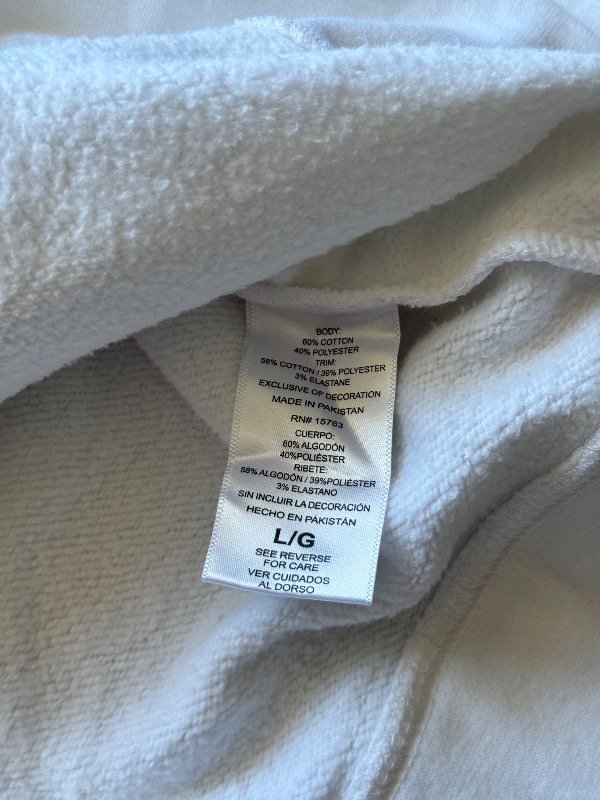 BODY:
60% COTTON
40% POLYESTER
TRIM:
58% COTTON / 39% POLYESTER
3% ELASTANE
EXCLUSIVE OF DECORATION
MADE IN PAKISTAN
RN# 15763
CUERPO:
60% ALGODÓN
40%POLIÉSTER
RIBETE:
58% ALGODÓN / 39%POLIÉSTER
3% ELASTANO
SIN INCLUIR LA DECORACIÓN
HECHO EN PAKISTÁN
L/G
SEE REVERSE
FOR CARE
VER CUIDADOS
AL DORSO